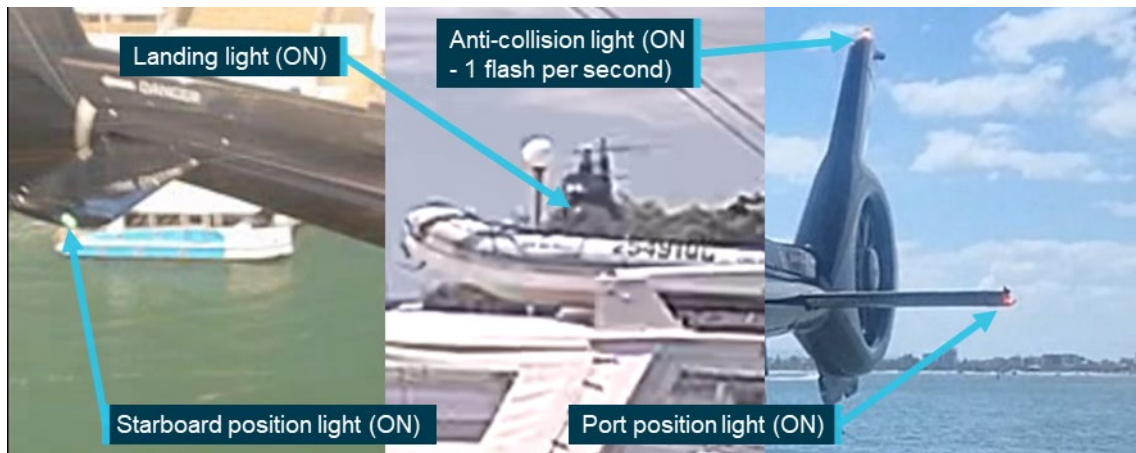 Landing light (ON)
Anti-collision light (ON
- 1 flash per second)
DANGER
Starboard position light (ON)
Port position light (ON)